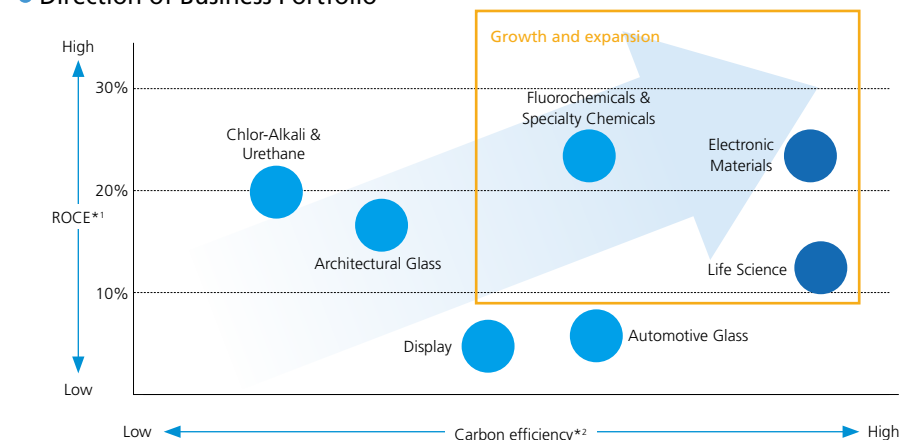 Direction of Business Portfolio
High
Growth and expansion
30%
Fluorochemicals &
Specialty Chemicals
Chlor-Alkali &
Urethane
Electronic
Materials
20%
ROCE*1
Architectural Glass
Life Science
10%
Automotive Glass
Display
Low
Low
Carbon efficiency*2
High